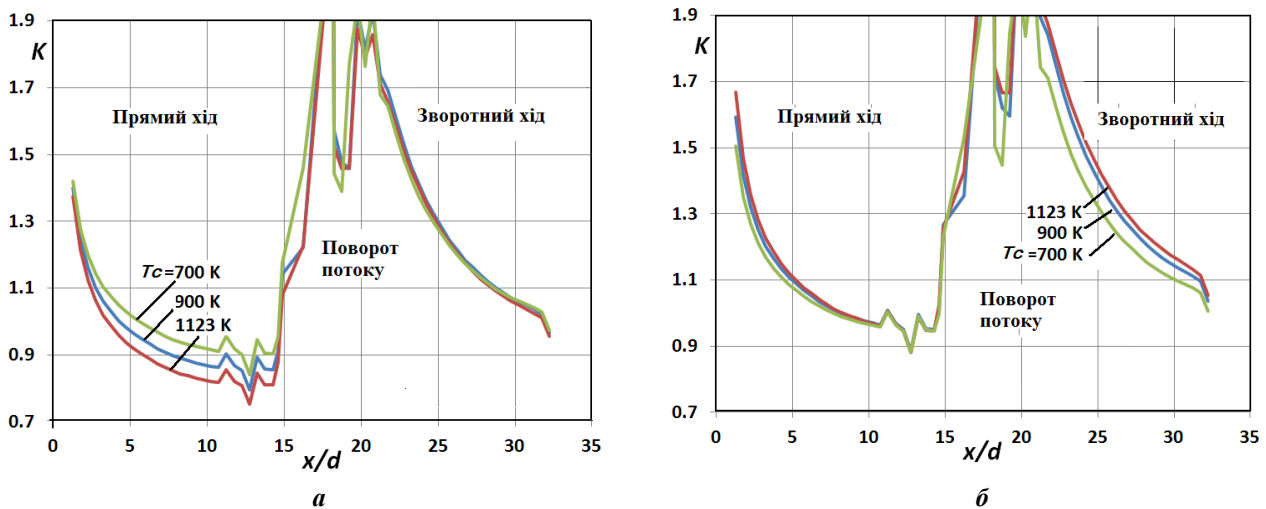 1.9
K
1.7
1.5
1.3
1.1
0.9
0.7
Прямий хід
Зворотний хід
Поворот
потоку
Tc =700 K
900 K
1123 K
0 5 10 15 20 25 30 35
x/d
а
1.9
K
1.7
1.5
1.3
1.1
0.9
0.7
Прямий хід
Зворотний хід
1123 K
900 K
Tc =700 K
Поворот
потоку
0 5 10 15 20 25 30 35
x/d
б